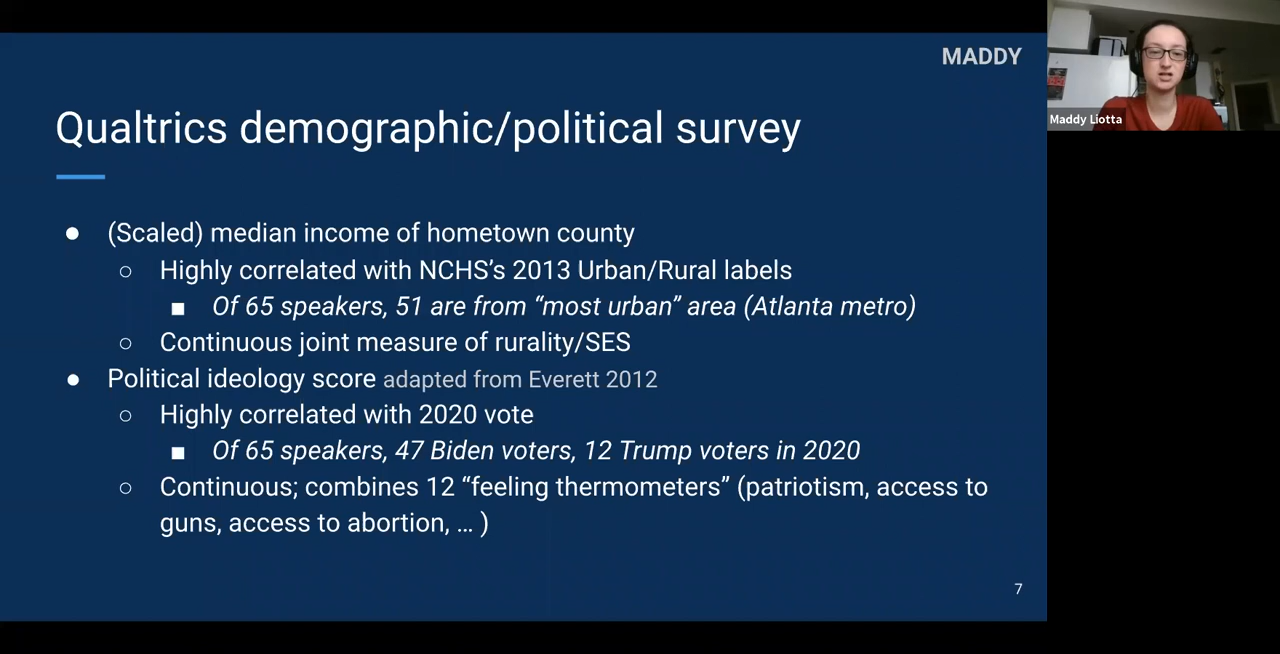 MADDY
Qualtrics demographic/political survey
● (Scaled) median income of hometown county
○ Highly correlated with NCHS’s 2013 Urban/Rural labels
■ Of 65 speakers, 51 are from “most urban” area (Atlanta metro)
○ Continuous joint measure of rurality/SES
● Political ideology score adapted from Everett 2012
○ Highly correlated with 2020 vote
■ Of 65 speakers, 47 Biden voters, 12 Trump voters in 2020
○ Continuous; combines 12 “feeling thermometers” (patriotism, access to
guns, access to abortion, … )
7
Maddy Liotta